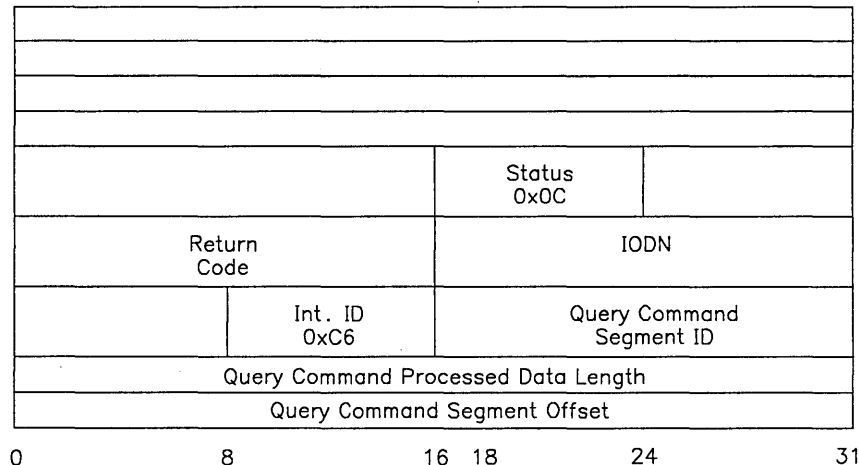 Status
0x0C
Return
Code
IODN
Int. ID
0xC6
Query Command
Segment ID
Query Command Processed Data Length
Query Command Segment Offset
0 8 16 18 24 31